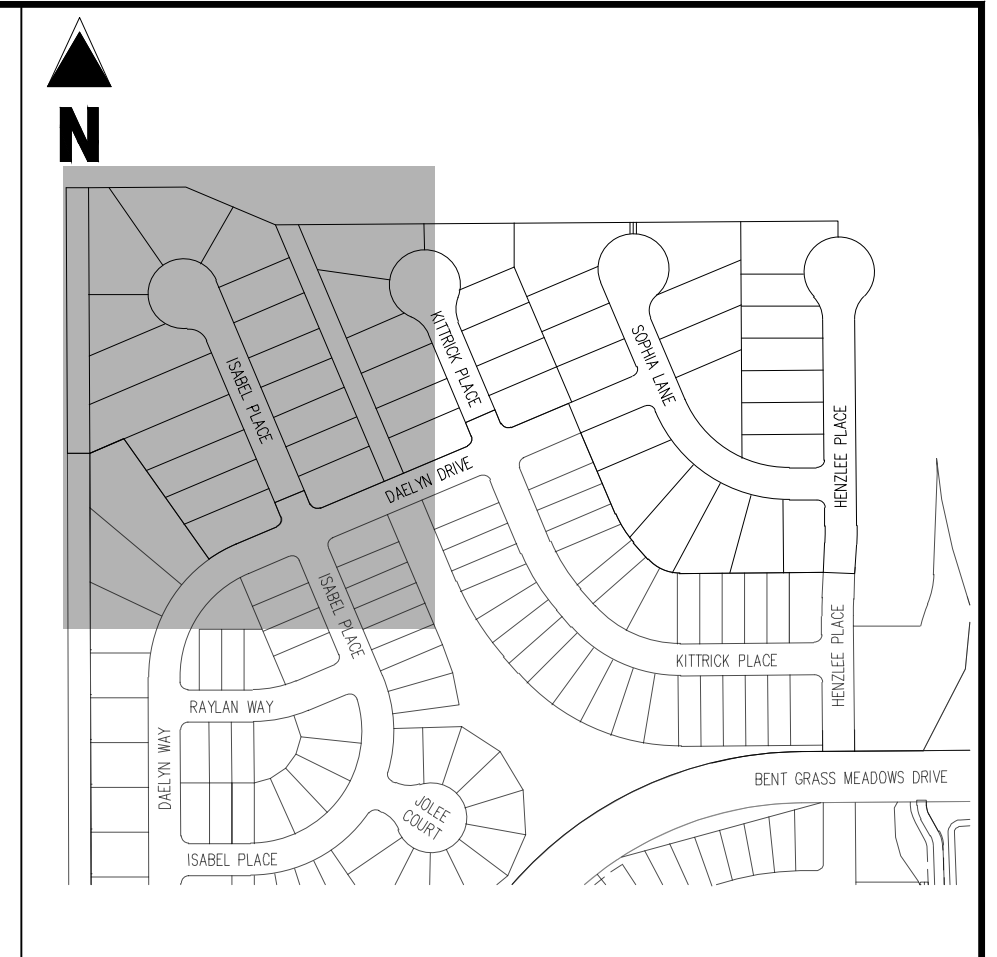 N
KITTRICK PLACE
SOPHIA LANE
ISABEL PLACE
HENZLEE PLACE
DAELYN DRIVE
ISABEL PLACE
HENZLEE PLACE
KITTRICK PLACE
RAYLAN WAY
DAELYN WAY
BENT GRASS MEADOWS DRIVE
JOLEE
COURT
ISABEL PLACE